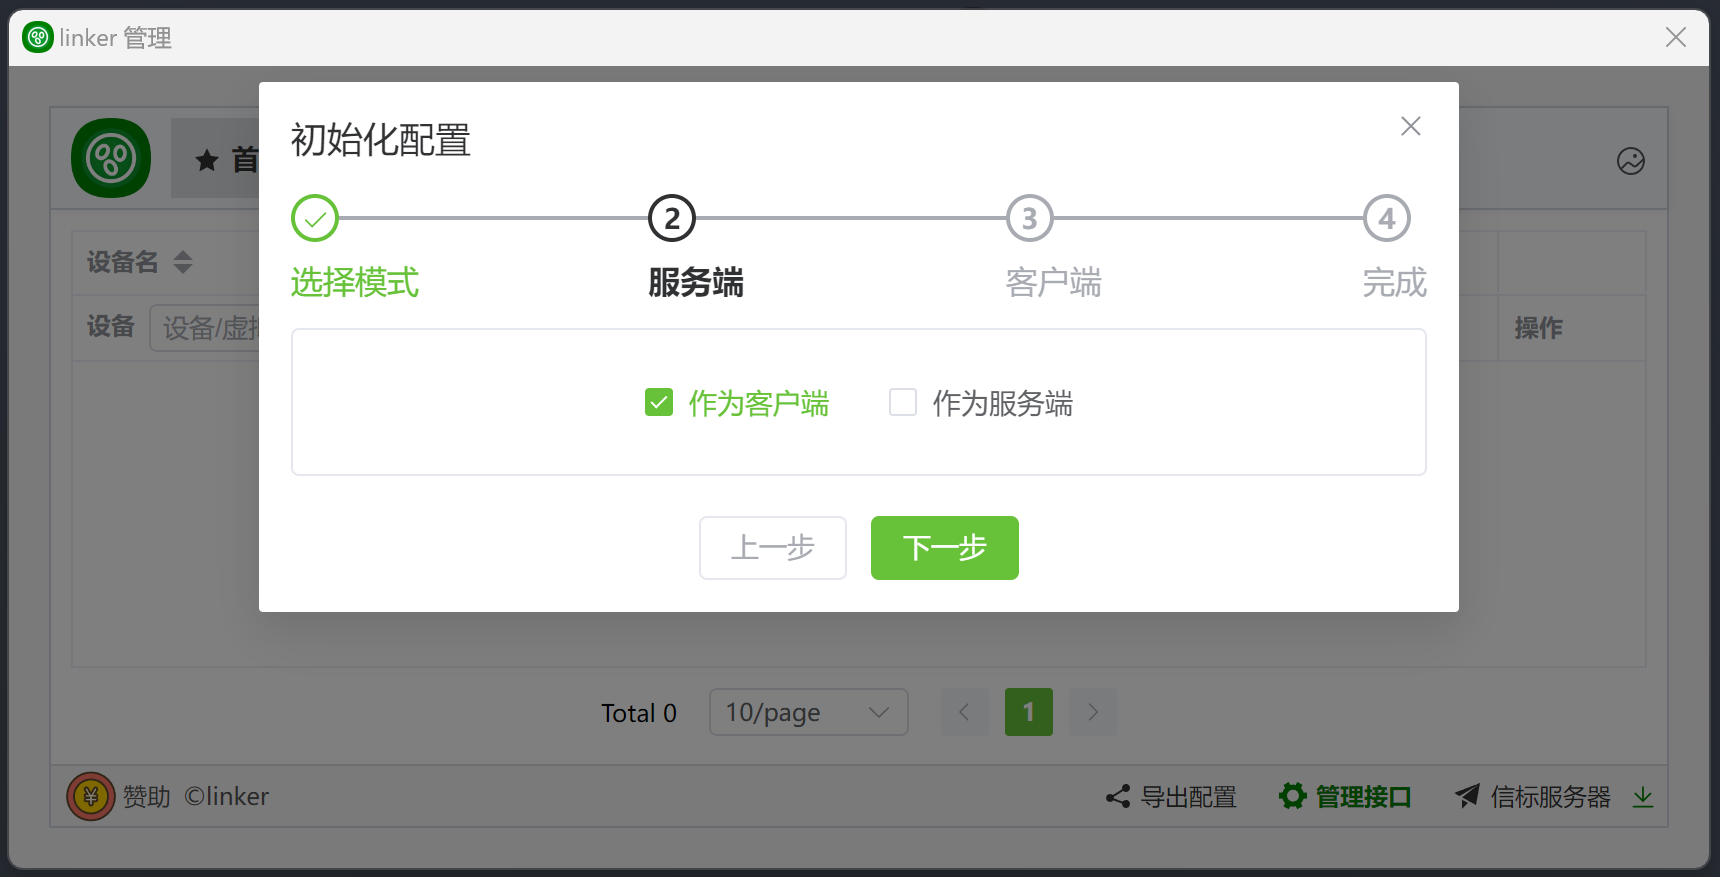 linker 管理
首
初始化配置
2
3
4
选择模式
服务端
客户端
完成
设备名
设备
设备/虚拟
操作
作为客户端
作为服务端
上一步
下一步
Total 0
10/page
1
赞助 ©linker
导出配置
管理接口
信标服务器